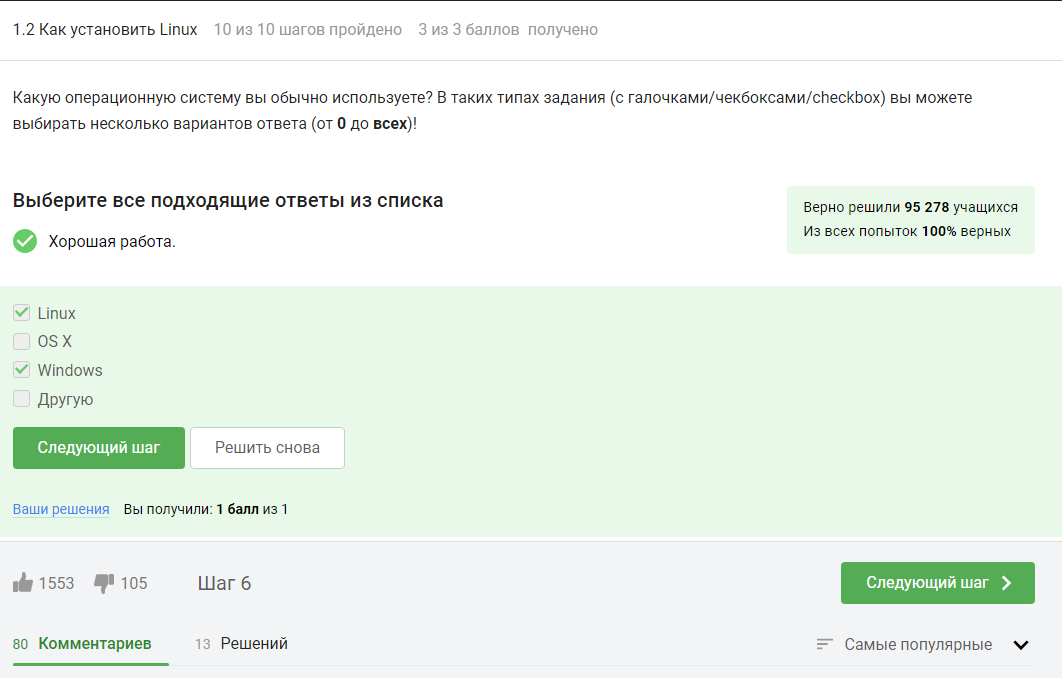 1.2 Как установить Linux 10 из 10 шагов пройдено 3 из 3 баллов получено
Какую операционную систему вы обычно используете? В таких типах задания (с галочками/чекбоксами/checkbox) вы можете
выбирать несколько вариантов ответа (от 0 до всех)!
Выберите все подходящие ответы из списка
Верно решили 95 278 учащихся
Из всех попыток 100% верных
Хорошая работа.
Linux
OS X
Windows
Другую
Следующий шаг Решить снова
Ваши решения Вы получили: 1 балл из 1
1553 105 Шаг 6 Следующий шаг
80 Комментариев 13 Решений Самые популярные